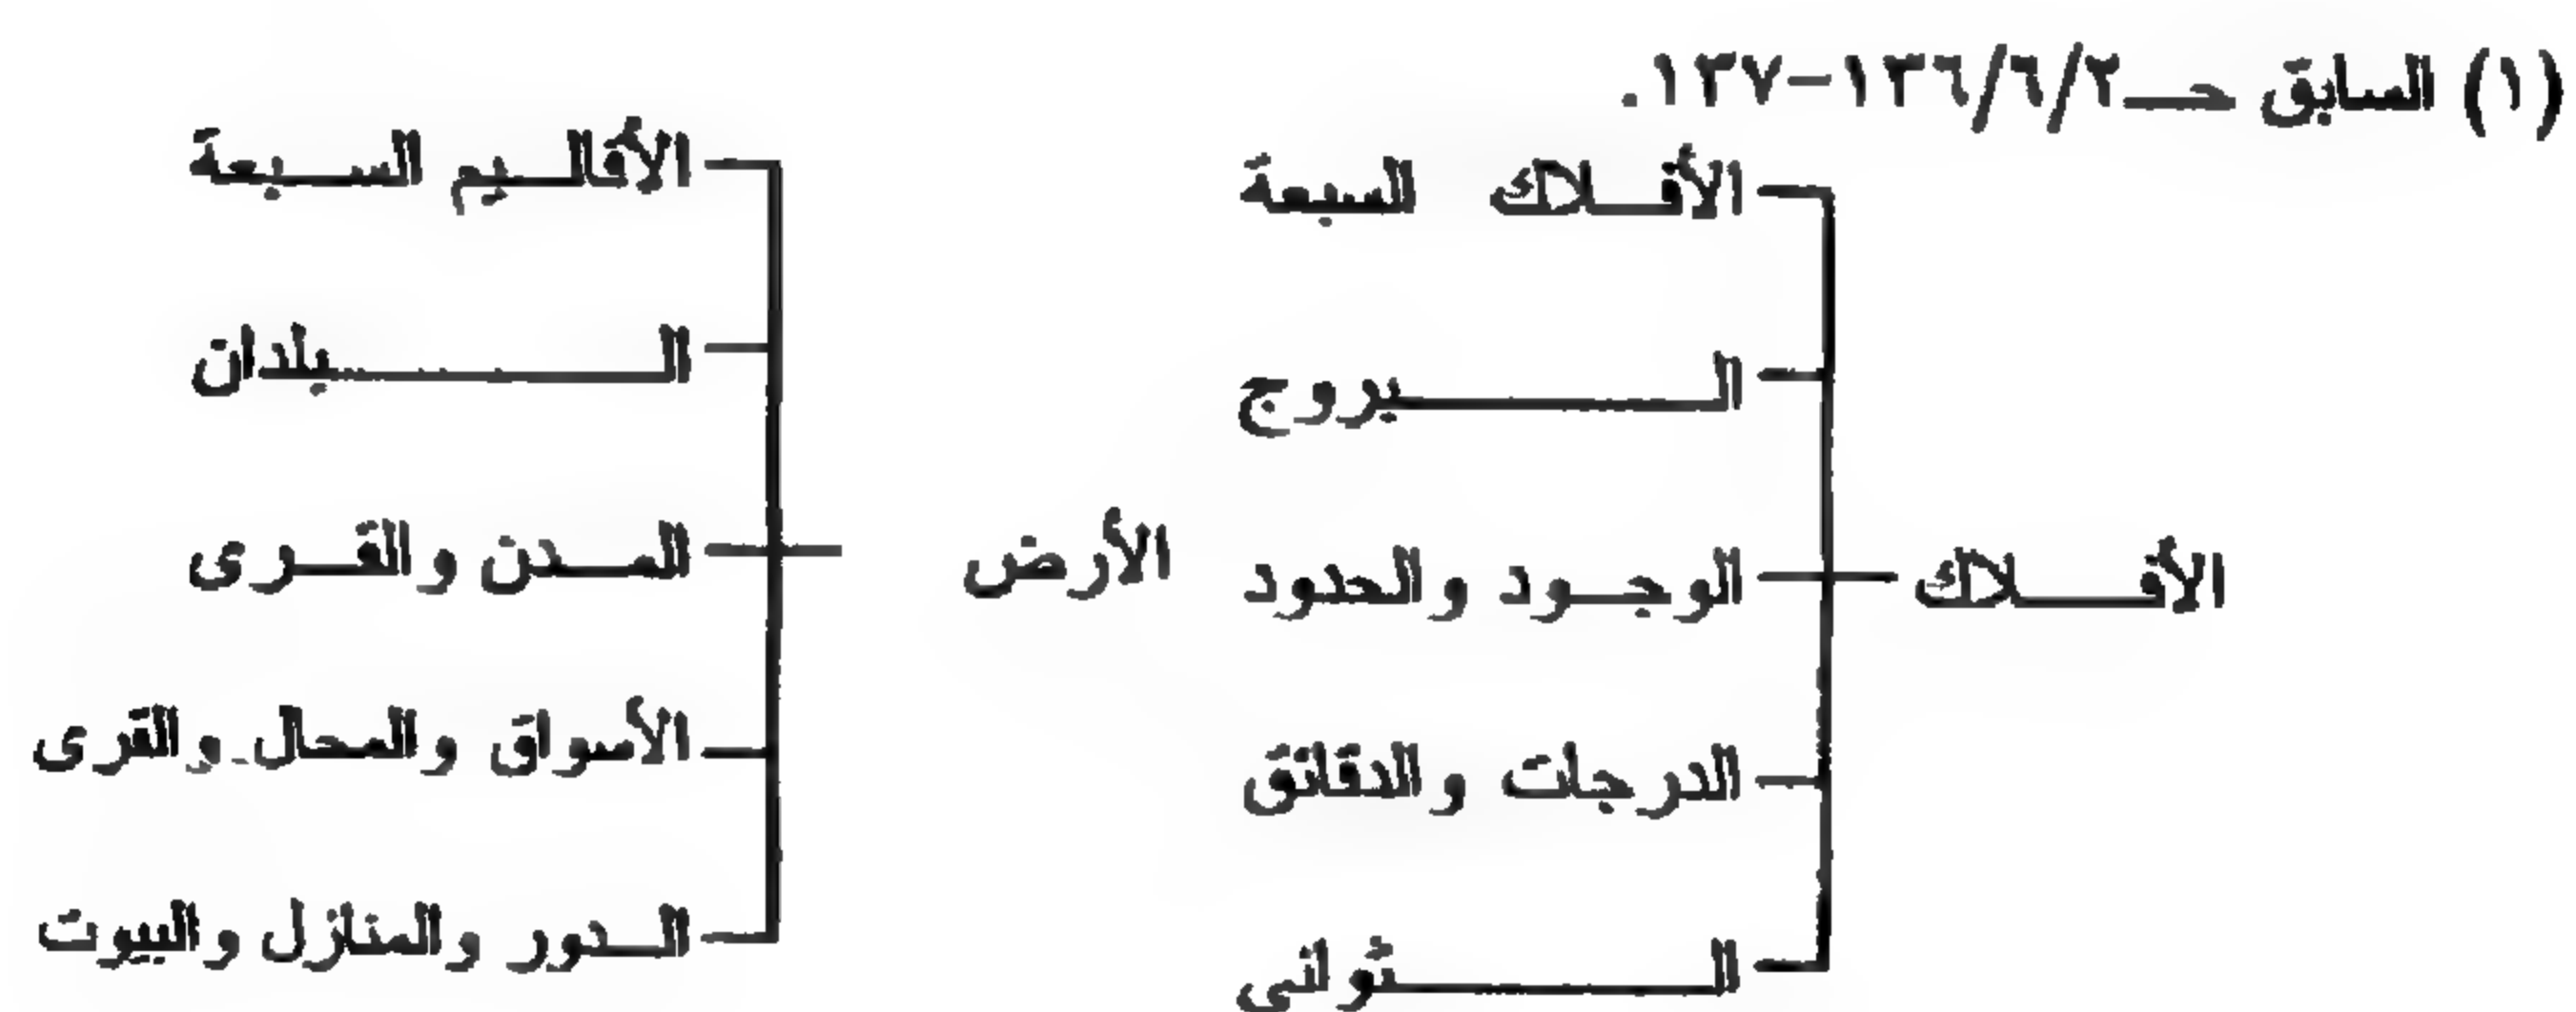 (١) السابق حـ٢/٦/١٣٦-١٣٧.
الأفلاك
الأفلاك السبعة
البروج
الوجود والحدود
الدرجات والدقائق
الثوانى
الأرض
الأقاليم السبعة
البلدان
المدن والقرى
الأسواق والمحال والقرى
الدور والمنازل والبيوت